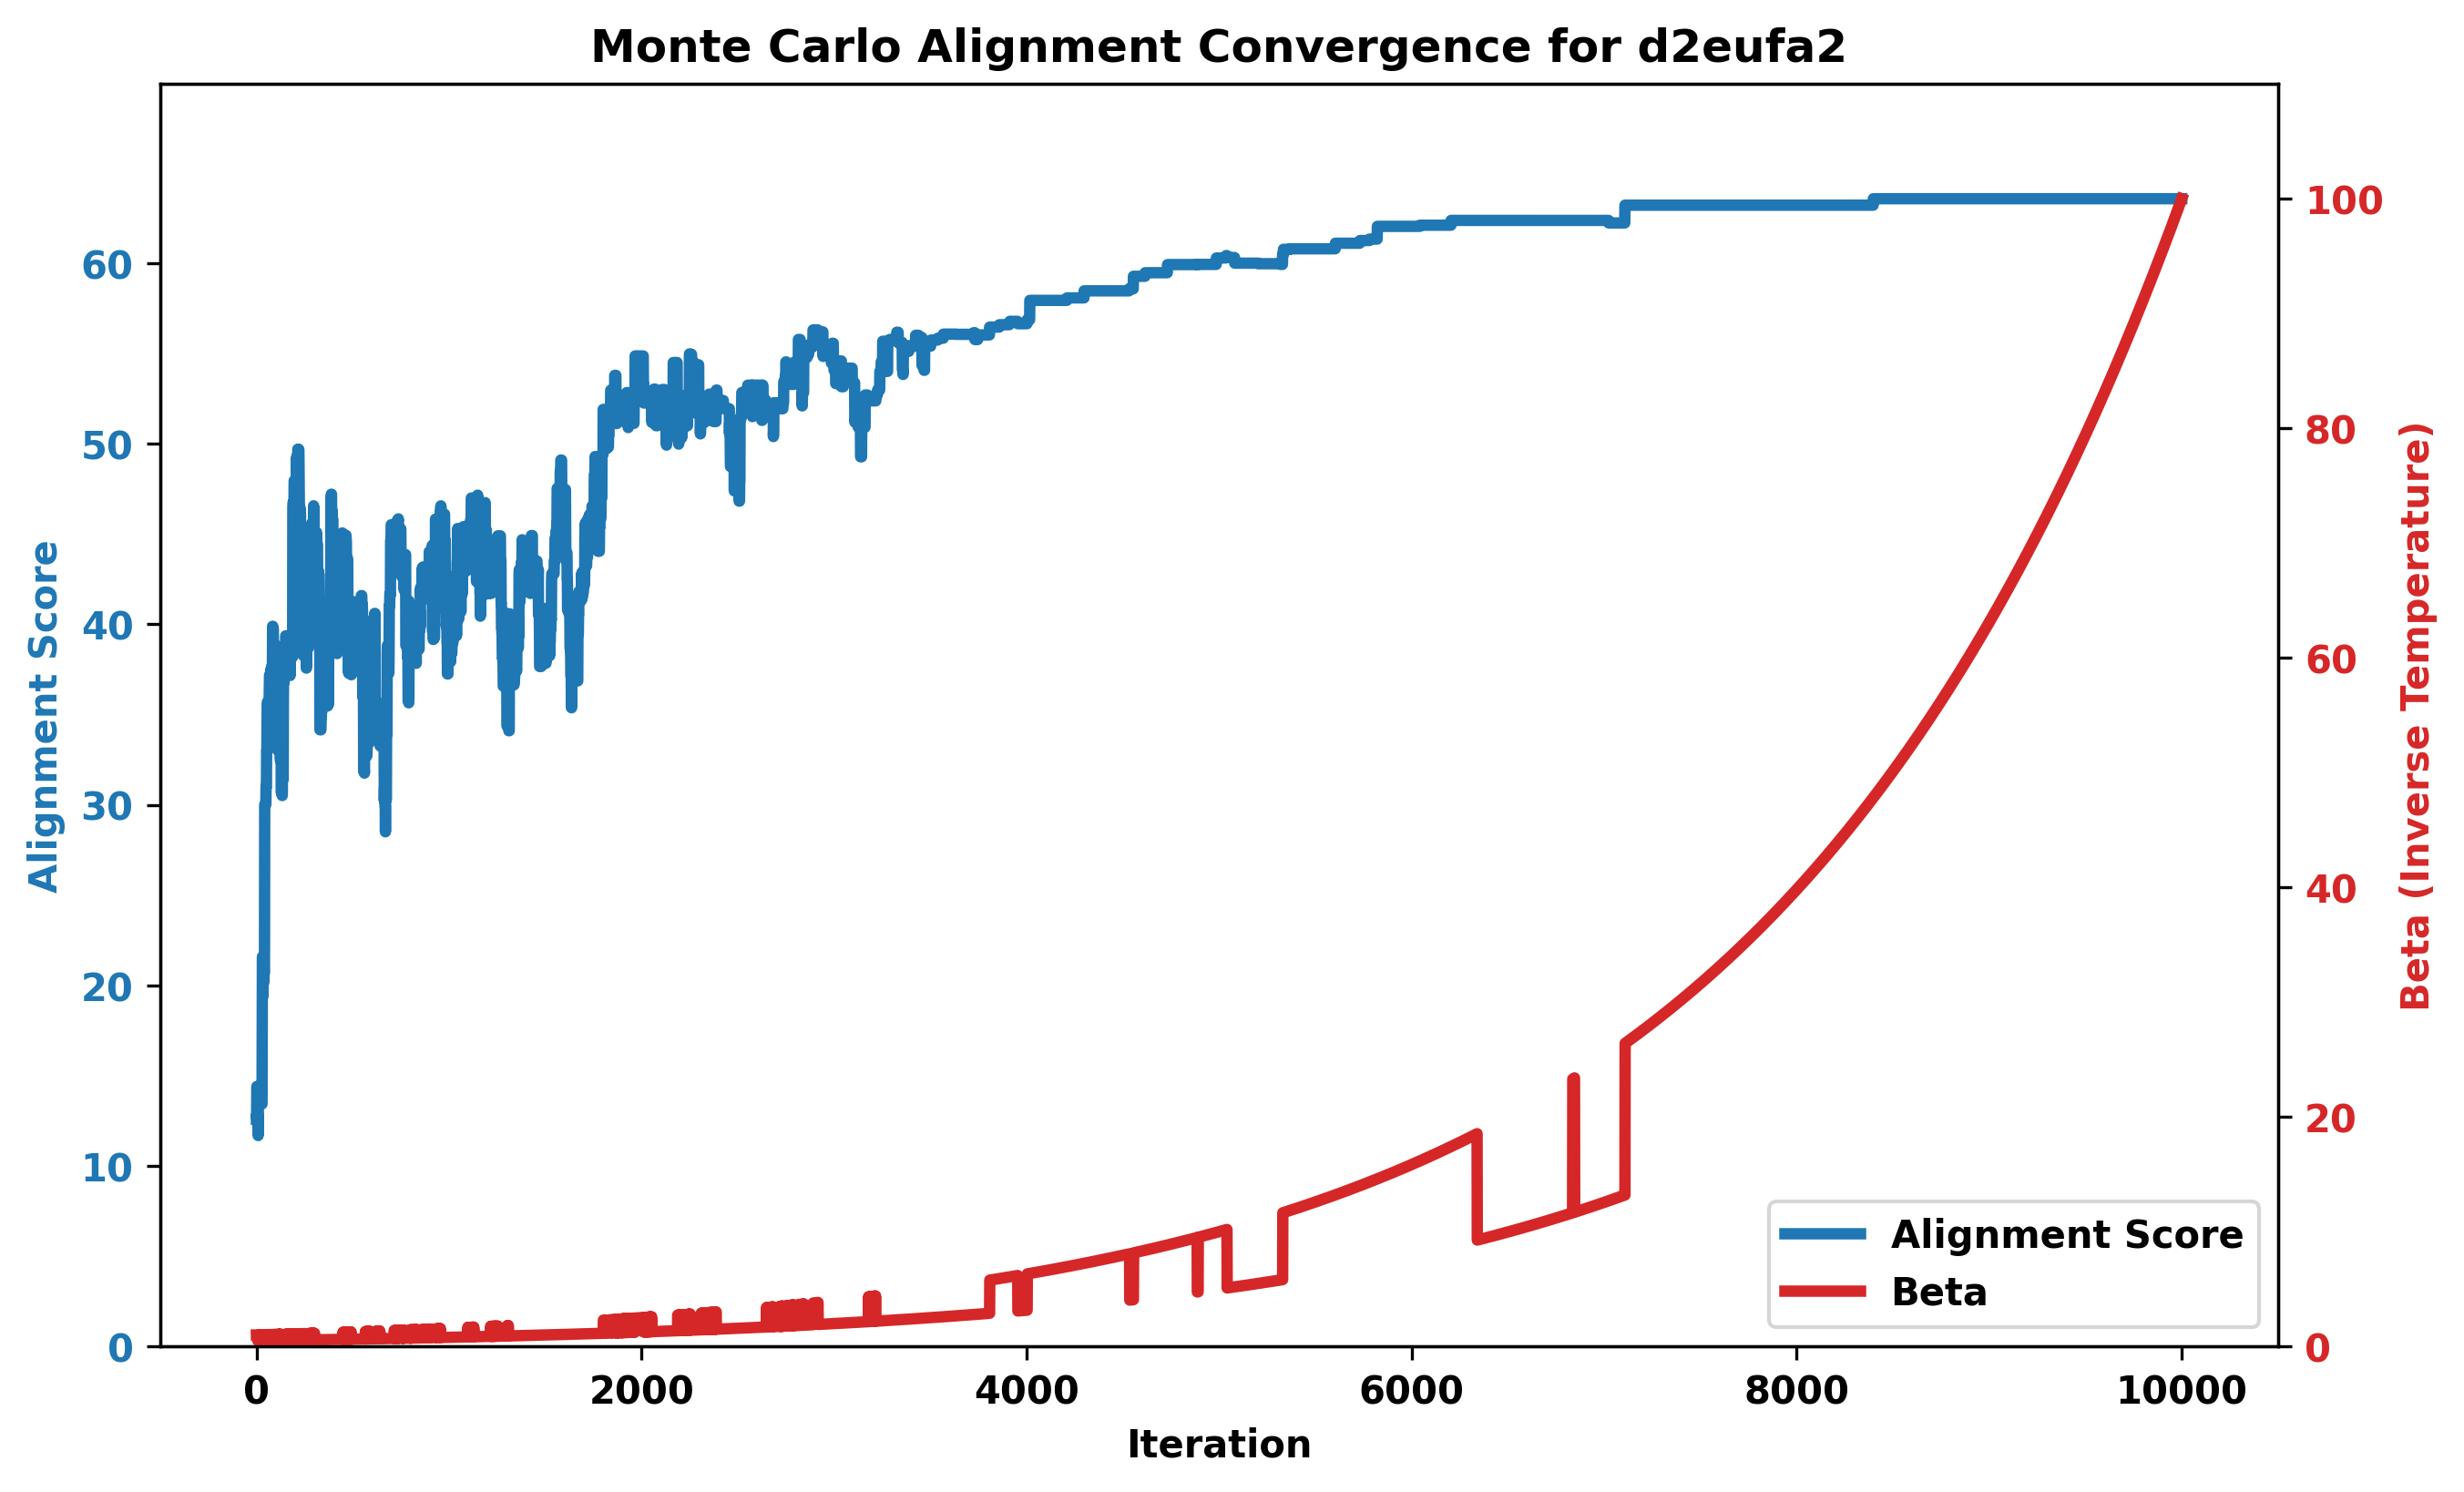 Monte Carlo Alignment Convergence for d2eufa2
Alignment Score
60
50
40
30
20
10
0
100
80
60
40
20
0
Beta (Inverse Temperature)
Alignment Score
Beta
0 2000 4000 6000 8000 10000
Iteration